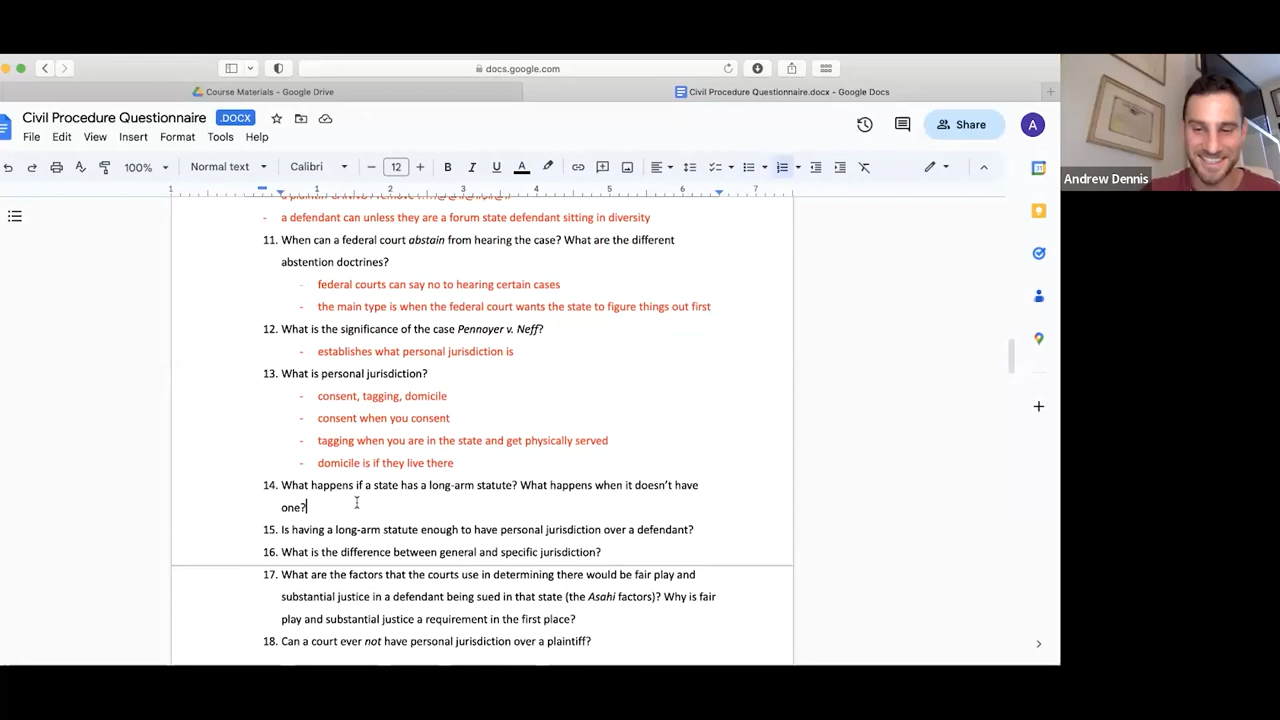 docs.google.com
Course Materials - Google Drive
Civil Procedure Questionnaire.docx - Google Docs
Civil Procedure Questionnaire .DOCX
File Edit View Insert Format Tools Help
Share
A
100% Normal text Calibri − 12 + B I U A
1 1 2 3 4 5 6 7
Andrew Dennis
- a defendant can unless they are a forum state defendant sitting in diversity
11. When can a federal court abstain from hearing the case? What are the different
abstention doctrines?
- federal courts can say no to hearing certain cases
- the main type is when the federal court wants the state to figure things out first
12. What is the significance of the case Pennoyer v. Neff?
- establishes what personal jurisdiction is
13. What is personal jurisdiction?
- consent, tagging, domicile
- consent when you consent
- tagging when you are in the state and get physically served
- domicile is if they live there
14. What happens if a state has a long-arm statute? What happens when it doesn't have
one?
15. Is having a long-arm statute enough to have personal jurisdiction over a defendant?
16. What is the difference between general and specific jurisdiction?
17. What are the factors that the courts use in determining there would be fair play and
substantial justice in a defendant being sued in that state (the Asahi factors)? Why is fair
play and substantial justice a requirement in the first place?
18. Can a court ever not have personal jurisdiction over a plaintiff?